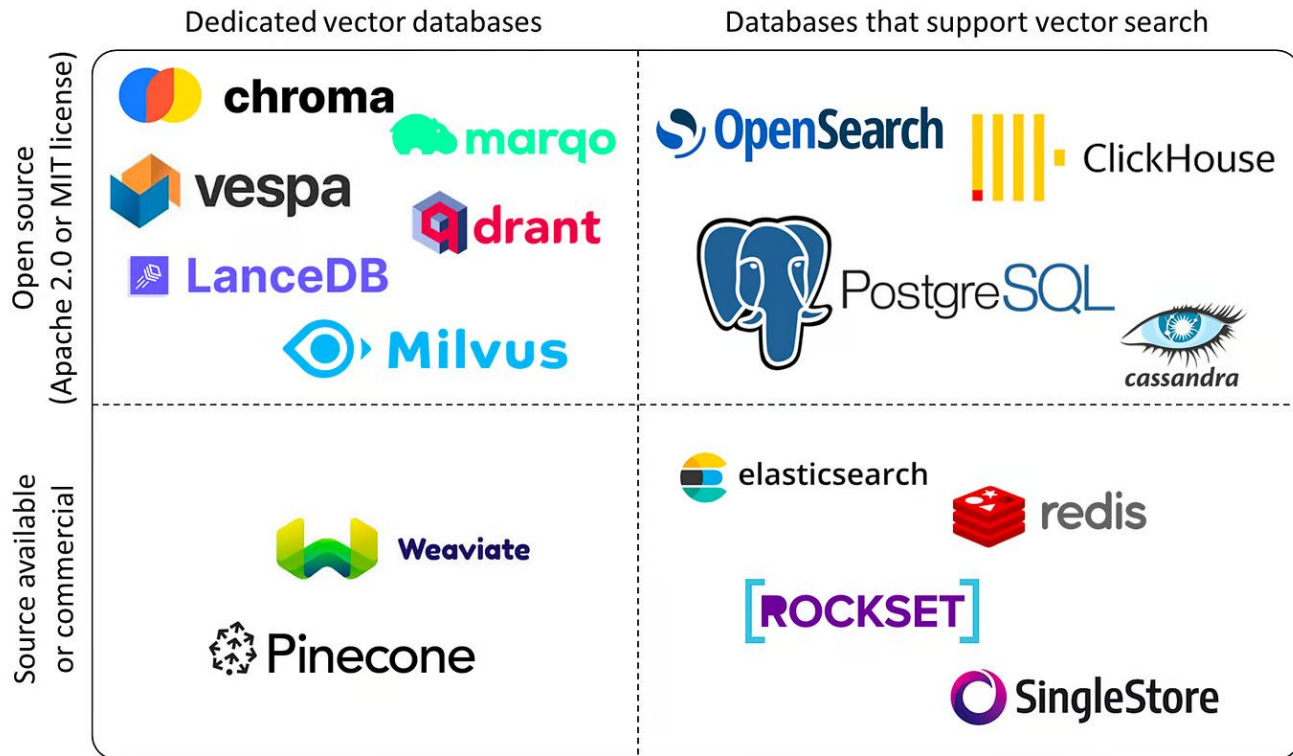 Dedicated vector databases
Databases that support vector search
Open source
(Apache 2.0 or MIT license)
chroma
marqo
vespa
qdrant
LanceDB
Milvus
OpenSearch
ClickHouse
PostgreSQL
cassandra
Source available
or commercial
Weaviate
Pinecone
elasticsearch
redis
[ROCKSET]
SingleStore